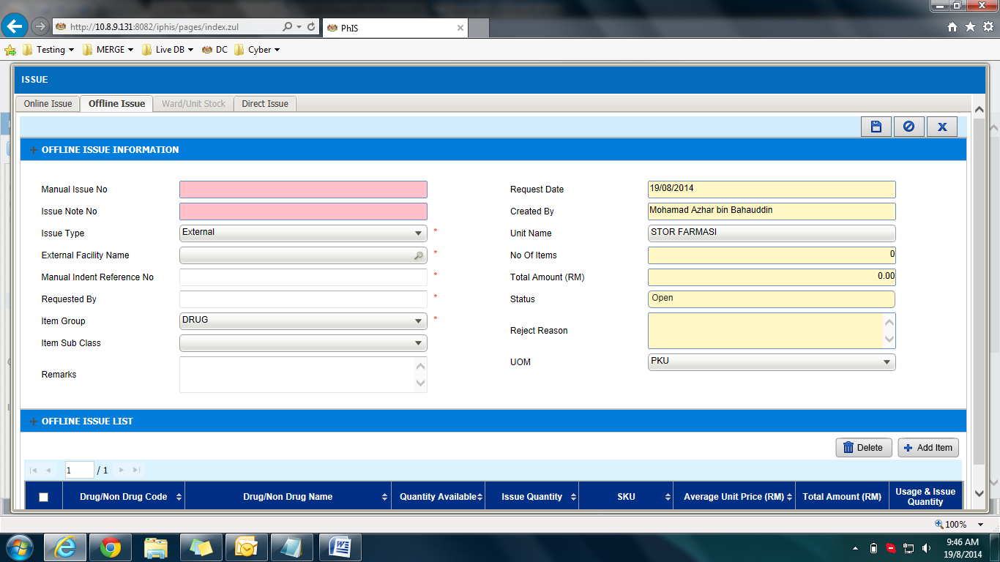 http://10.8.9.131:8082/iphis/pages/index.zul
PhIS
Testing
MERGE
Live DB
DC
Cyber
ISSUE
Online Issue
Offline Issue
Ward/Unit Stock
Direct Issue
OFFLINE ISSUE INFORMATION
Manual Issue No
Request Date 19/08/2014
Issue Note No
Created By Mohamad Azhar bin Bahauddin
Issue Type External *
Unit Name STOR FARMASI
External Facility Name *
No Of Items 0
Manual Indent Reference No *
Total Amount (RM) 0.00
Requested By *
Status Open
Item Group DRUG *
Reject Reason
Item Sub Class
UOM PKU
Remarks
OFFLINE ISSUE LIST
Delete
Add Item
1 / 1
Drug/Non Drug Code
Drug/Non Drug Name
Quantity Available
Issue Quantity
SKU
Average Unit Price (RM)
Total Amount (RM)
Usage & Issue
Quantity
100%
9:46 AM
19/8/2014